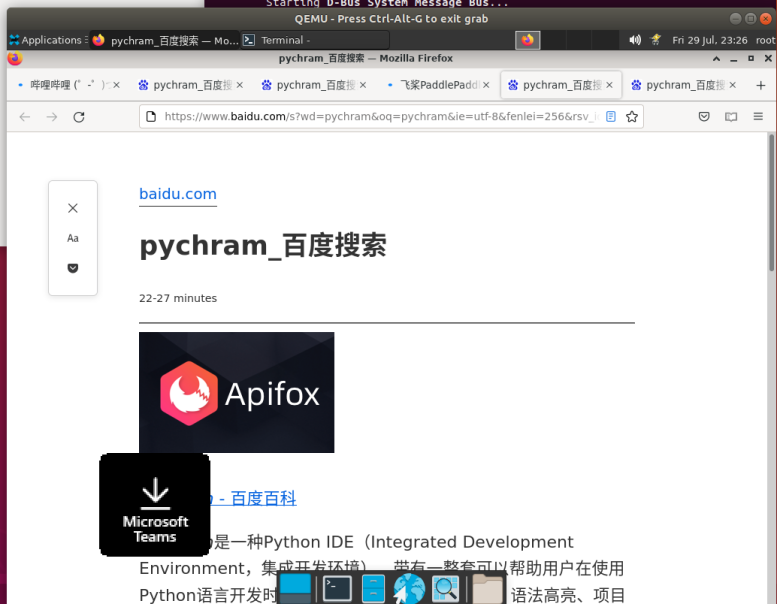 Starting D-Bus System Message Bus...
QEMU - Press Ctrl-Alt-G to exit grab
Applications
pychram_百度搜索 — Mo...
Terminal -
Fri 29 Jul, 23:26
root
pychram_百度搜索 — Mozilla Firefox
哔哩哔哩 (゜-゜)つ
pychram_百度搜
pychram_百度搜
飞桨PaddlePaddl
pychram_百度搜
pychram_百度搜
https://www.baidu.com/s?wd=pychram&oq=pychram&ie=utf-8&fenlei=256&rsv_i
baidu.com
Aa
pychram_百度搜索
22-27 minutes
Apifox
- 百度百科
Microsoft
Teams
是一种Python IDE（Integrated Development
Environment，集成开发环境），带有一整套可以帮助用户在使用
Python语言开发时
语法高亮、项目